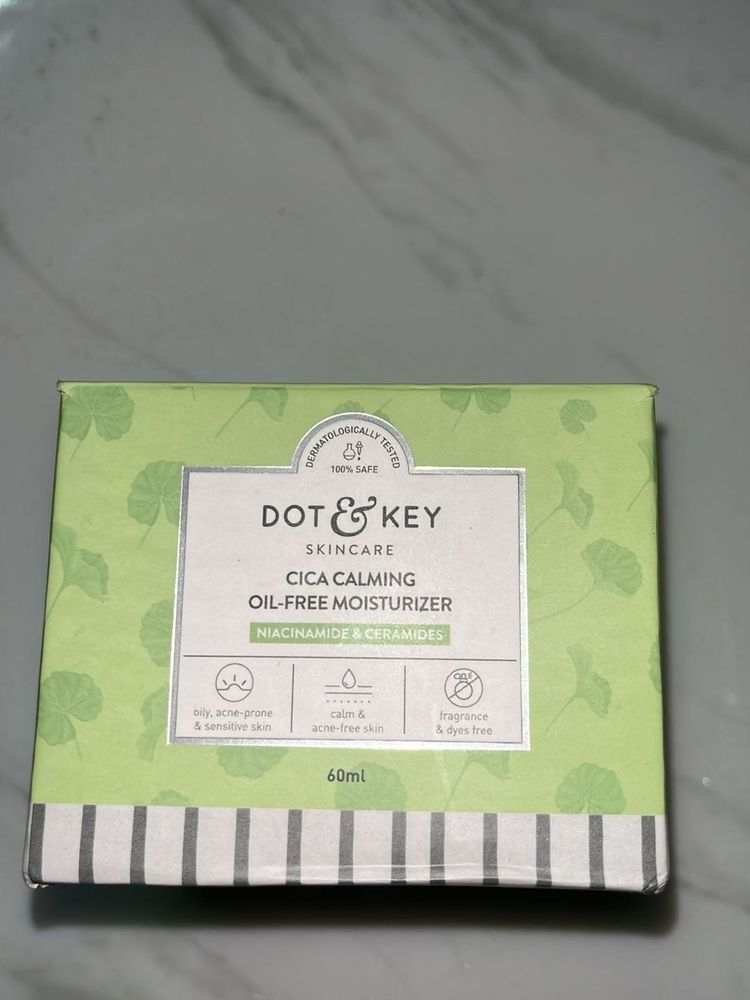 DERMATOLOGICALLY TESTED
100% SAFE
DOT & KEY
SKINCARE
CICA CALMING
OIL-FREE MOISTURIZER
NIACINAMIDE & CERAMIDES
oily, acne-prone
& sensitive skin
calm &
acne-free skin
fragrance
& dyes free
60ml